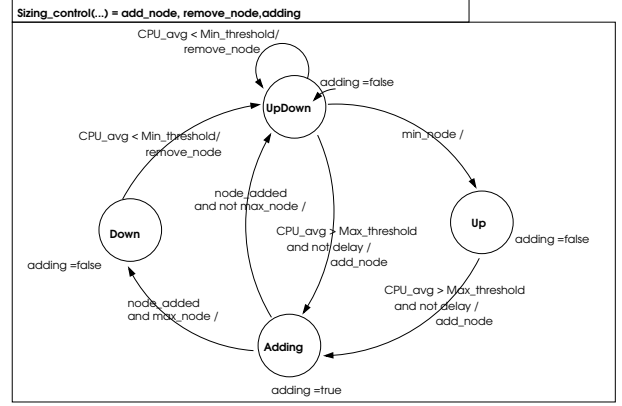 Sizing_control(...) = add_node, remove_node,adding
CPU_avg < Min_threshold/
remove_node
adding=false
UpDown
CPU_avg < Min_threshold/
remove_node
min_node /
node_added
and not max_node /
CPU_avg > Max_threshold
and not delay /
add_node
Down
Up
adding =false
adding =false
CPU_avg > Max_threshold
and not delay /
add_node
node_added
and max_node /
Adding
adding =true